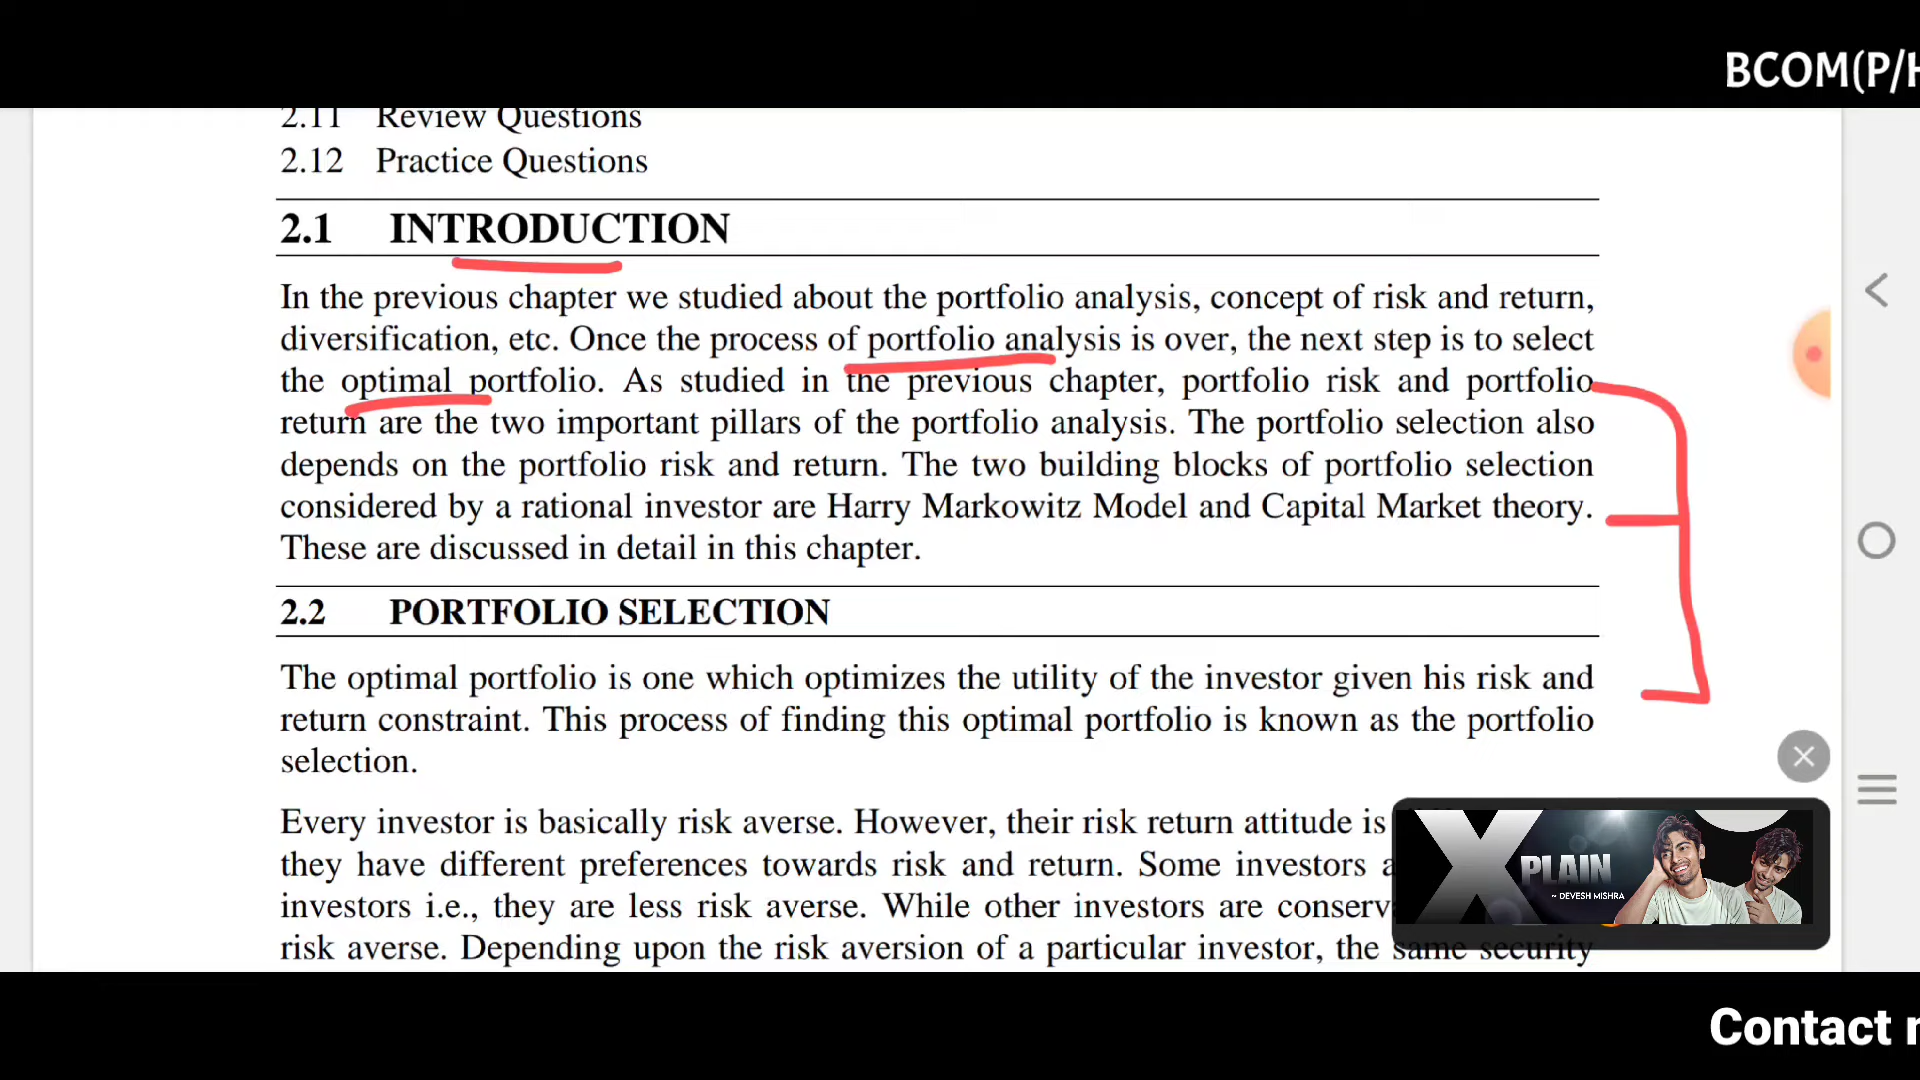 BCOM(P/H
2.11 Review Questions
2.12 Practice Questions
2.1 INTRODUCTION
In the previous chapter we studied about the portfolio analysis, concept of risk and return,
diversification, etc. Once the process of portfolio analysis is over, the next step is to select
the optimal portfolio. As studied in the previous chapter, portfolio risk and portfolio
return are the two important pillars of the portfolio analysis. The portfolio selection also
depends on the portfolio risk and return. The two building blocks of portfolio selection
considered by a rational investor are Harry Markowitz Model and Capital Market theory.
These are discussed in detail in this chapter.
2.2 PORTFOLIO SELECTION
The optimal portfolio is one which optimizes the utility of the investor given his risk and
return constraint. This process of finding this optimal portfolio is known as the portfolio
selection.
Every investor is basically risk averse. However, their risk return attitude is
they have different preferences towards risk and return. Some investors a
investors i.e., they are less risk averse. While other investors are conserv
risk averse. Depending upon the risk aversion of a particular investor, the same security
XPLAIN
~ DEVESH MISHRA
Contact